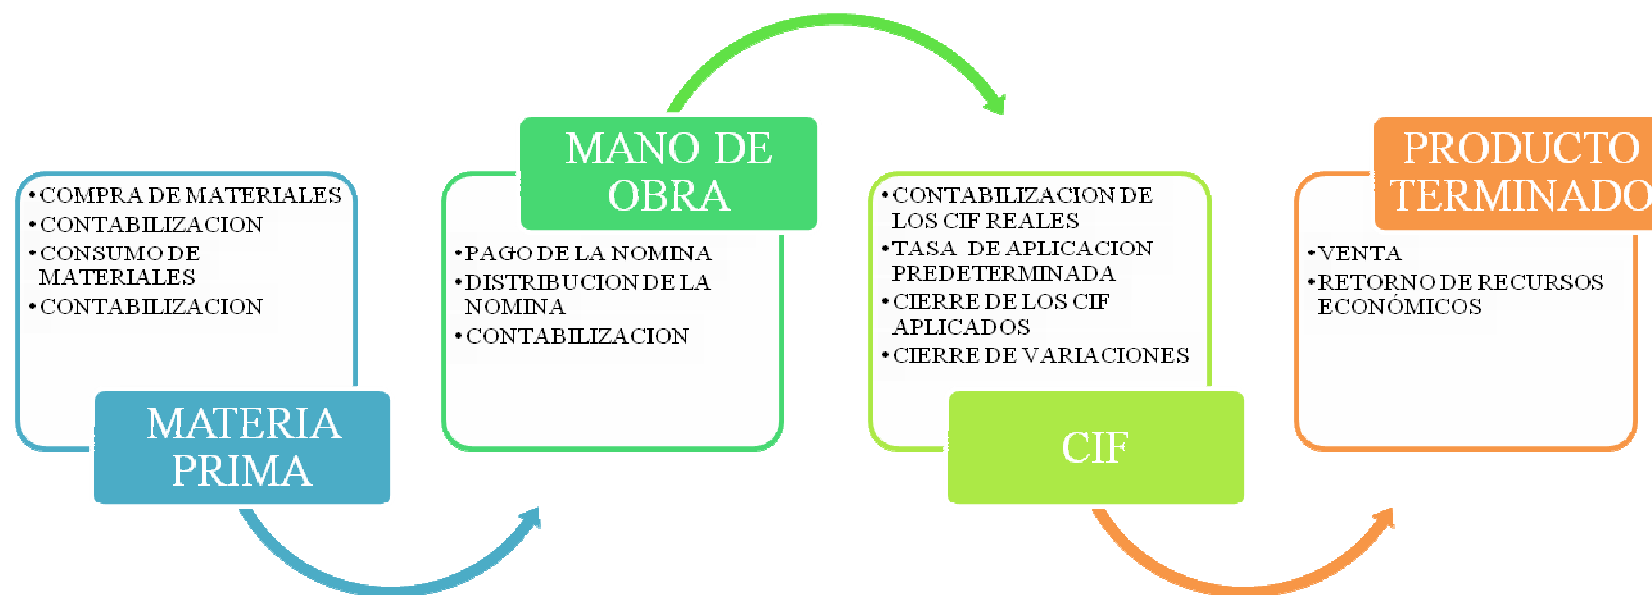 •COMPRA DE MATERIALES
•CONTABILIZACION
•CONSUMO DE
MATERIALES
•CONTABILIZACION
MATERIA
PRIMA
MANO DE
OBRA
•PAGO DE LA NOMINA
•DISTRIBUCION DE LA
NOMINA
•CONTABILIZACION
•CONTABILIZACION DE
LOS CIF REALES
•TASA DE APLICACION
PREDETERMINADA
•CIERRE DE LOS CIF
APLICADOS
•CIERRE DE VARIACIONES
CIF
PRODUCTO
TERMINADO
•VENTA
•RETORNO DE RECURSOS
ECONÓMICOS